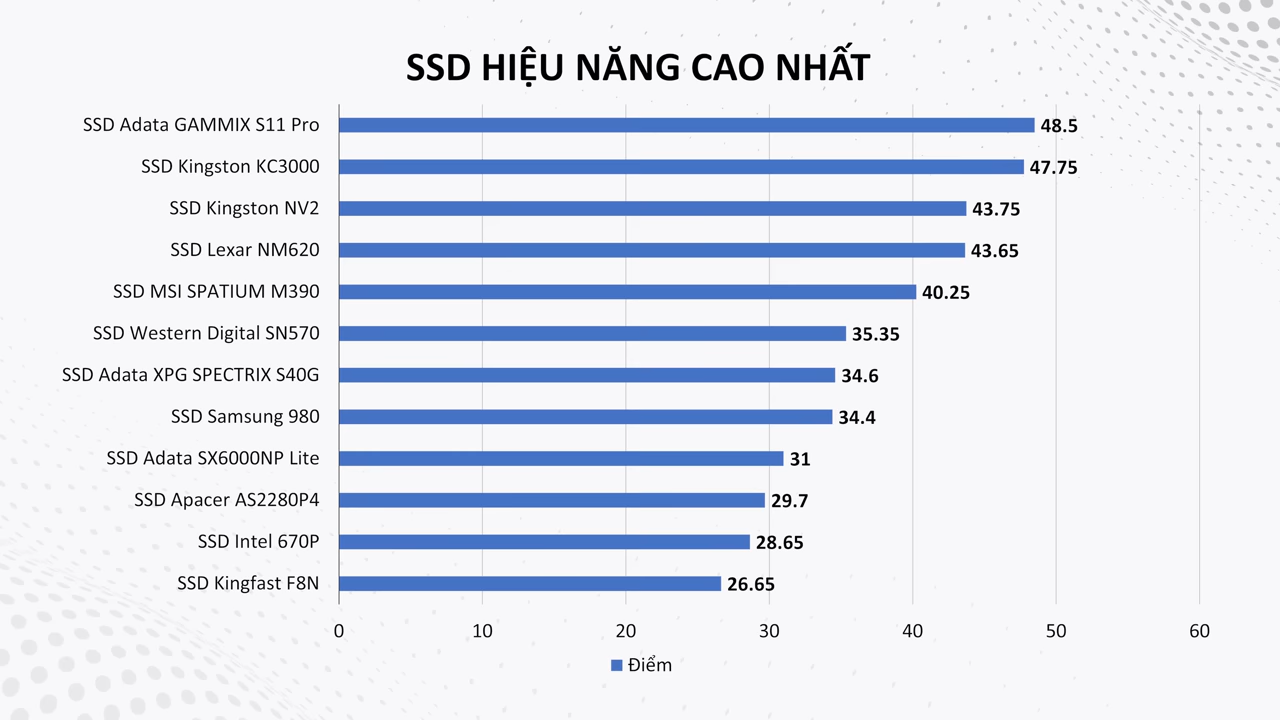 SSD HIỆU NĂNG CAO NHẤT
SSD Adata GAMMIX S11 Pro 48.5
SSD Kingston KC3000 47.75
SSD Kingston NV2 43.75
SSD Lexar NM620 43.65
SSD MSI SPATIUM M390 40.25
SSD Western Digital SN570 35.35
SSD Adata XPG SPECTRIX S40G 34.6
SSD Samsung 980 34.4
SSD Adata SX6000NP Lite 31
SSD Apacer AS2280P4 29.7
SSD Intel 670P 28.65
SSD Kingfast F8N 26.65
0 10 20 30 40 50 60
Điểm